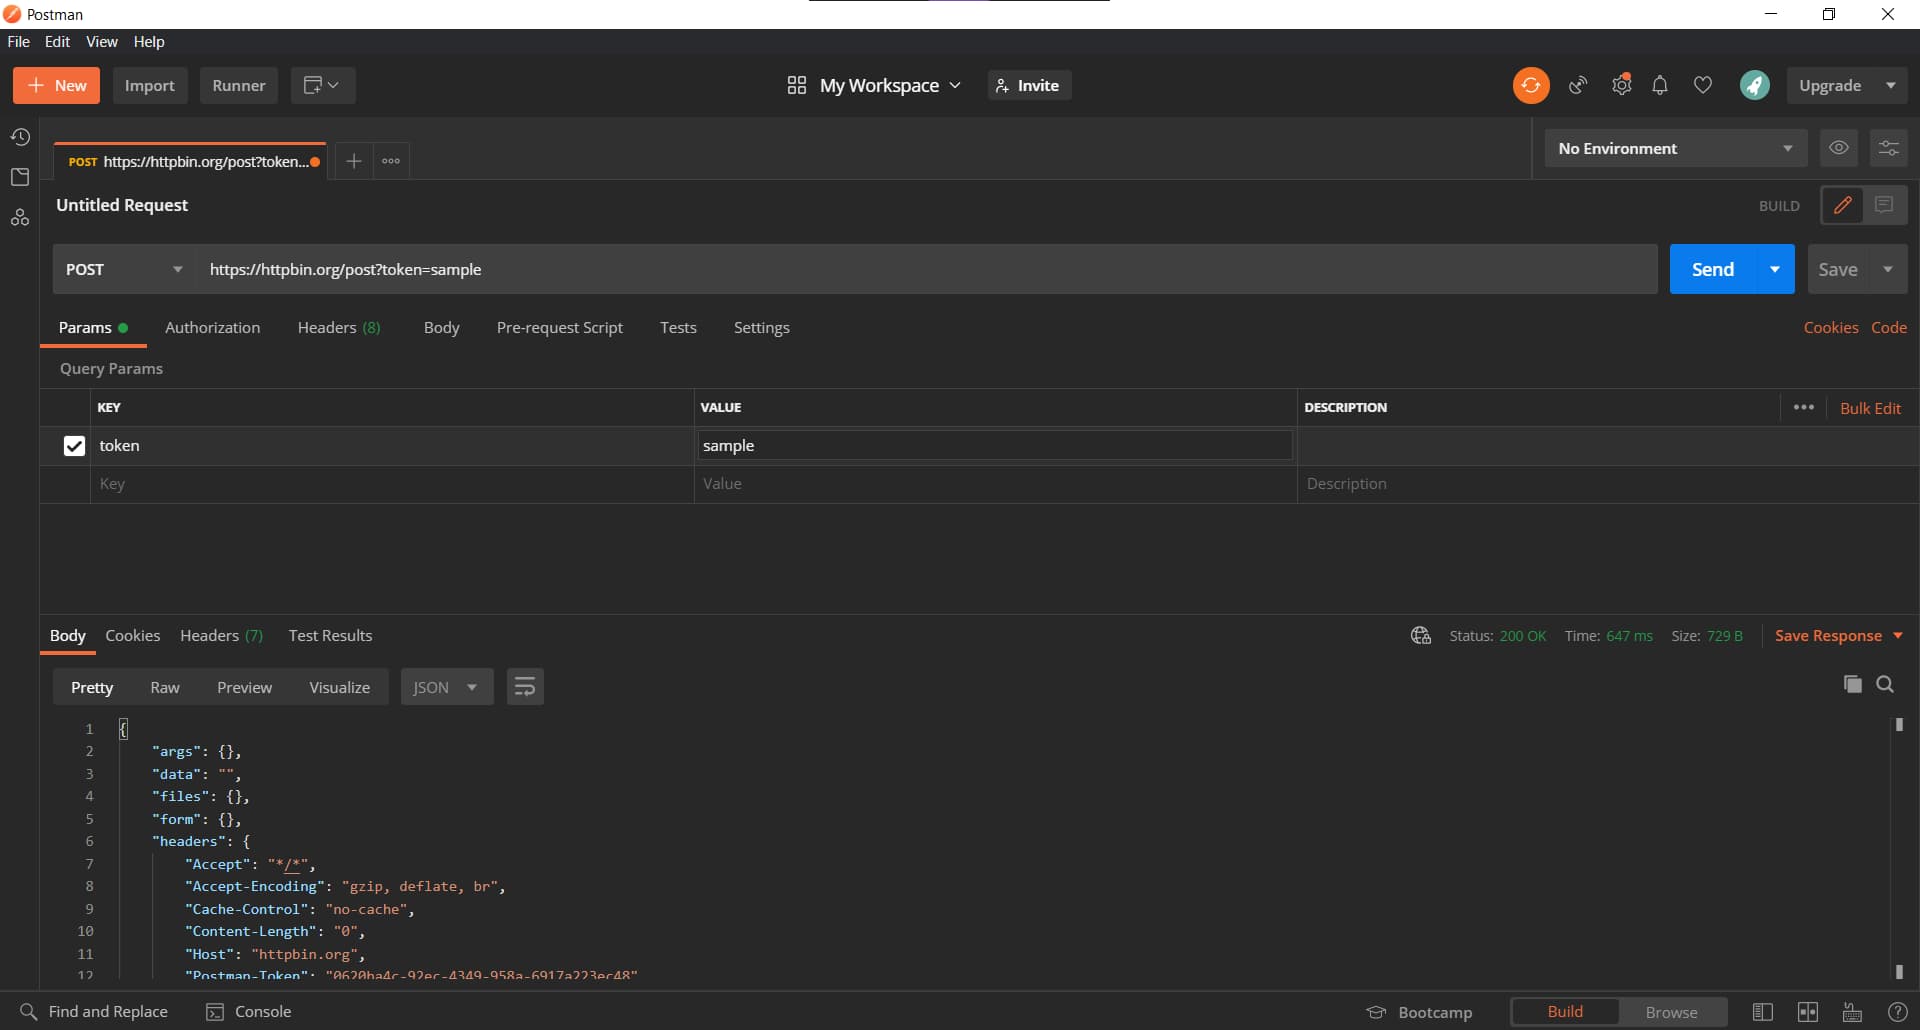 Postman
File Edit View Help
New Import Runner My Workspace Invite Upgrade
POST https://httpbin.org/post?token... No Environment
Untitled Request BUILD
POST https://httpbin.org/post?token=sample Send Save
Params Authorization Headers (8) Body Pre-request Script Tests Settings Cookies Code
Query Params
KEY VALUE DESCRIPTION ••• Bulk Edit
token sample
Key Value Description
Body Cookies Headers (7) Test Results Status: 200 OK Time: 647 ms Size: 729 B Save Response
Pretty Raw Preview Visualize JSON
1 {
2 "args": {},
3 "data": "",
4 "files": {},
5 "form": {},
6 "headers": {
7 "Accept": "*/*",
8 "Accept-Encoding": "gzip, deflate, br",
9 "Cache-Control": "no-cache",
10 "Content-Length": "0",
11 "Host": "httpbin.org",
12 "Postman-Token": "0620ba4c-92ec-4349-958a-6917a223ec48"
Find and Replace Console Bootcamp Build Browse